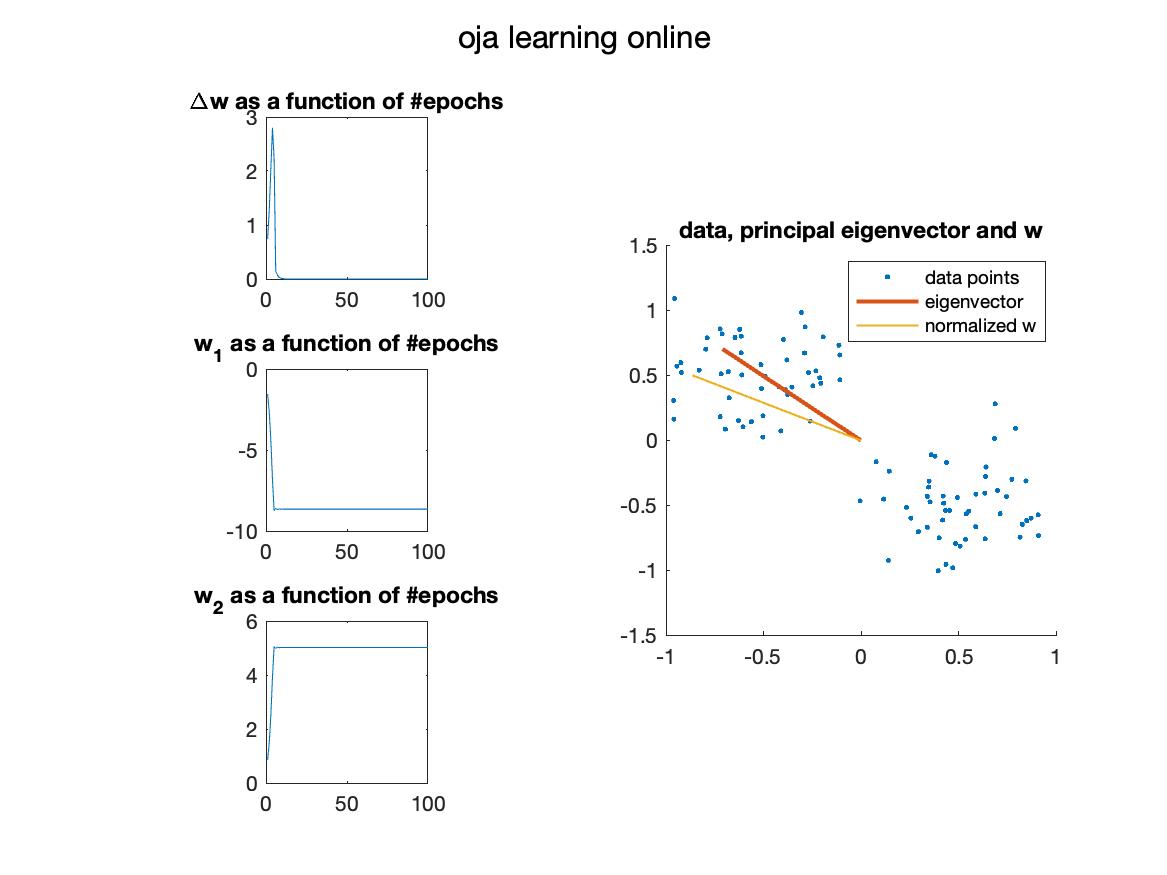 oja learning online
Δw as a function of #epochs
3
2
1
0
0 50 100
w1 as a function of #epochs
0
-5
-10
0 50 100
w2 as a function of #epochs
6
4
2
0
0 50 100
data, principal eigenvector and w
1.5
1
0.5
0
-0.5
-1
-1.5
-1 -0.5 0 0.5 1
data points
eigenvector
normalized w